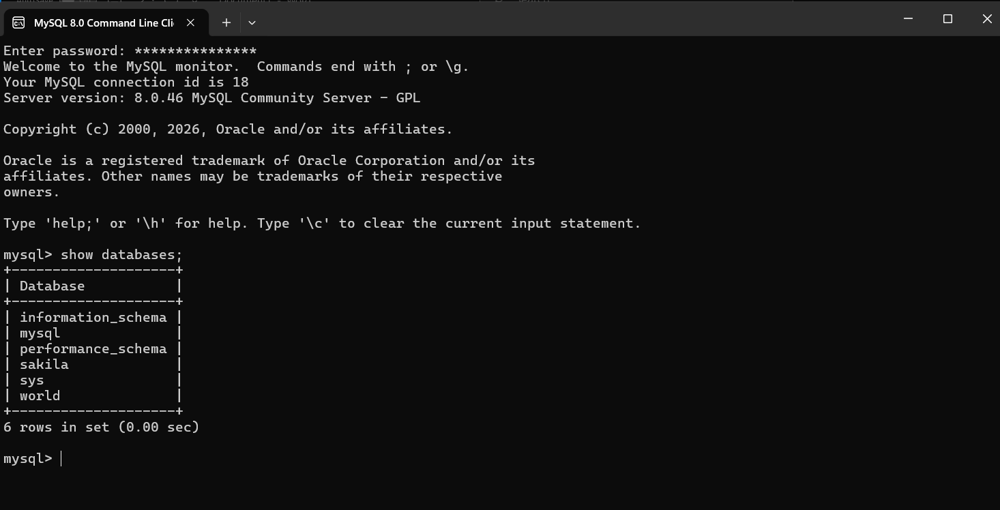 MySQL 8.0 Command Line Cli
Enter password: ***************
Welcome to the MySQL monitor.  Commands end with ; or \g.
Your MySQL connection id is 18
Server version: 8.0.46 MySQL Community Server - GPL

Copyright (c) 2000, 2026, Oracle and/or its affiliates.

Oracle is a registered trademark of Oracle Corporation and/or its
affiliates. Other names may be trademarks of their respective
owners.

Type 'help;' or '\h' for help. Type '\c' to clear the current input statement.

mysql> show databases;
+--------------------+
| Database           |
+--------------------+
| information_schema |
| mysql              |
| performance_schema |
| sakila             |
| sys                |
| world              |
+--------------------+
6 rows in set (0.00 sec)

mysql>